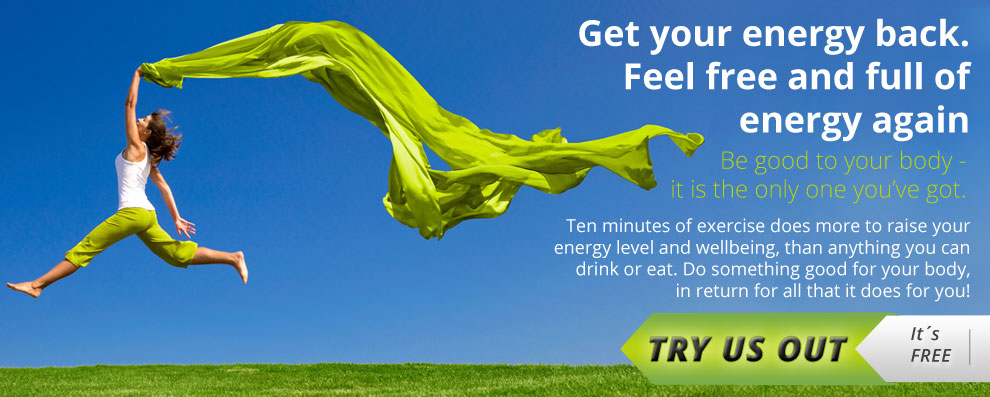 Get your energy back.
Feel free and full of
energy again
Be good to your body -
it is the only one you've got.
Ten minutes of exercise does more to raise your
energy level and wellbeing, than anything you can
drink or eat. Do something good for your body,
in return for all that it does for you!
TRY US OUT
It´s
FREE